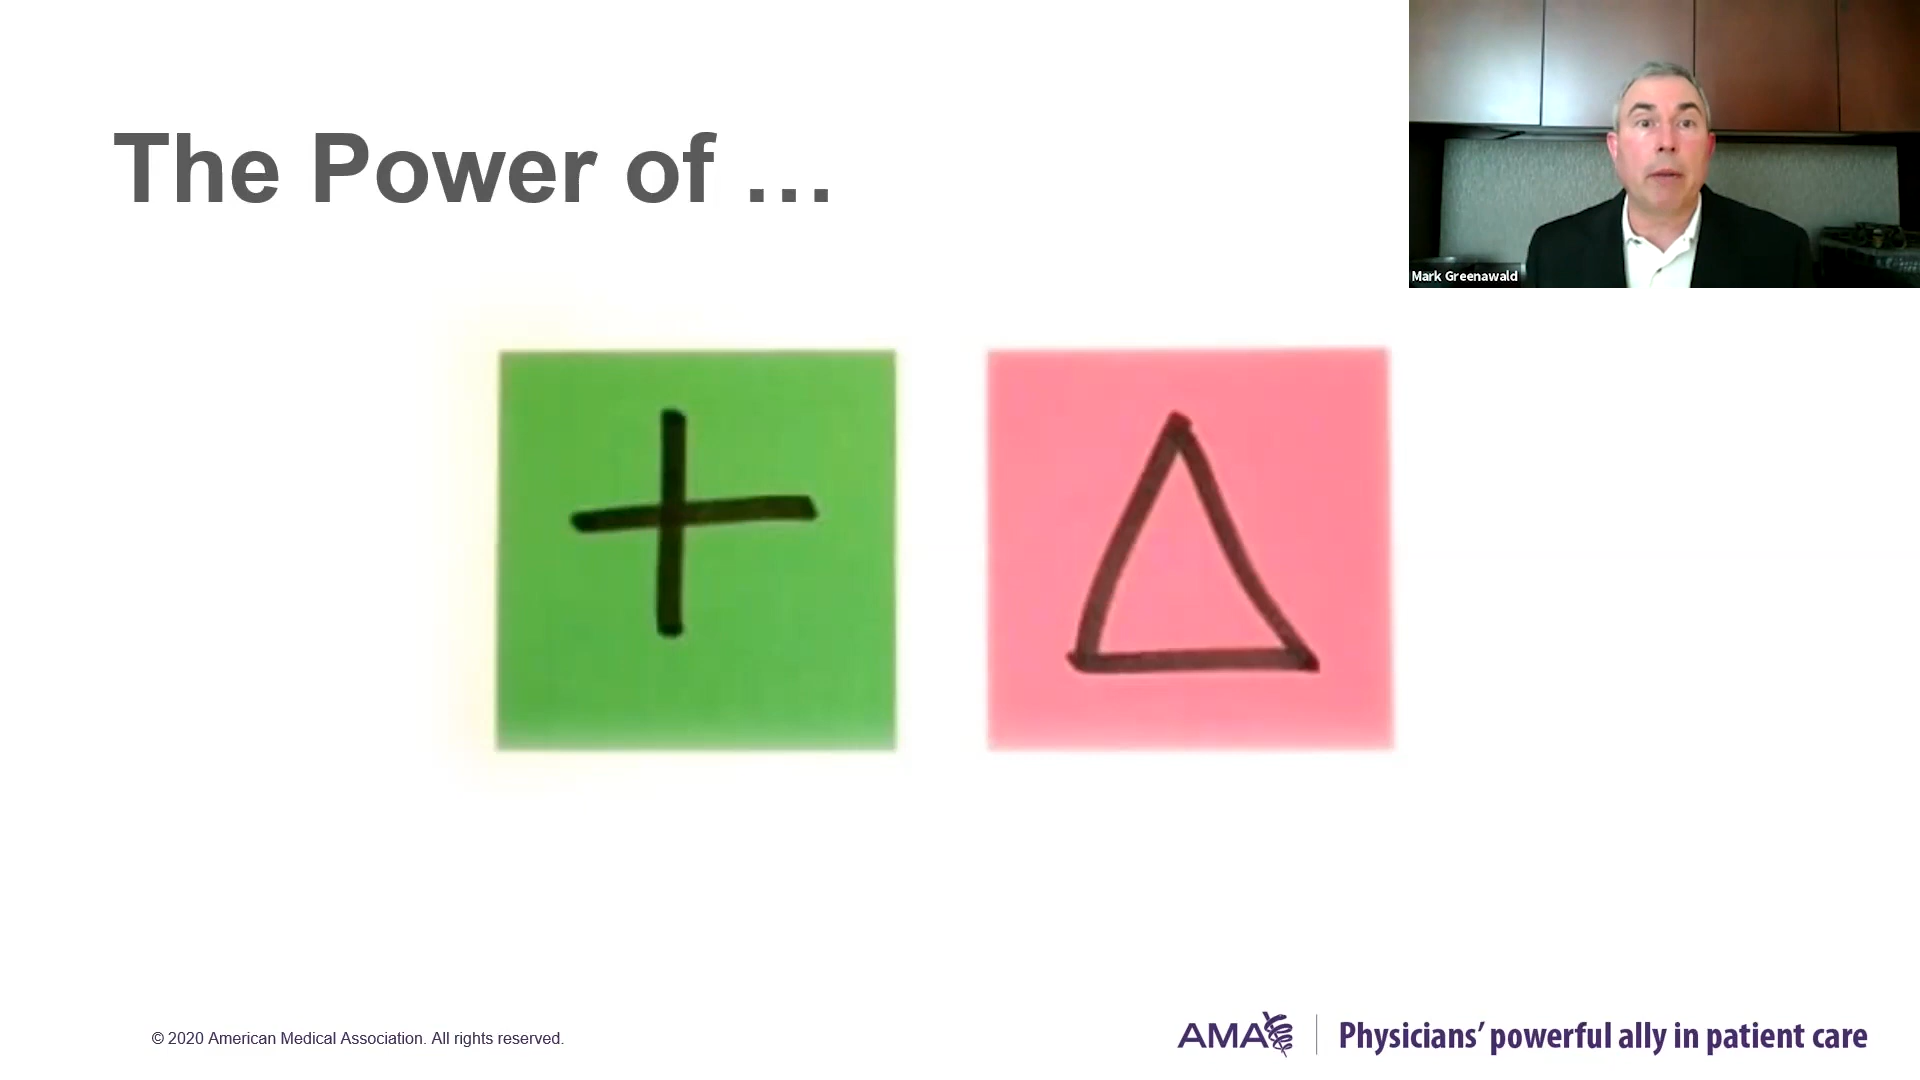 The Power of …
Mark Greenawald
+ Δ
© 2020 American Medical Association. All rights reserved.
AMA
Physicians’ powerful ally in patient care